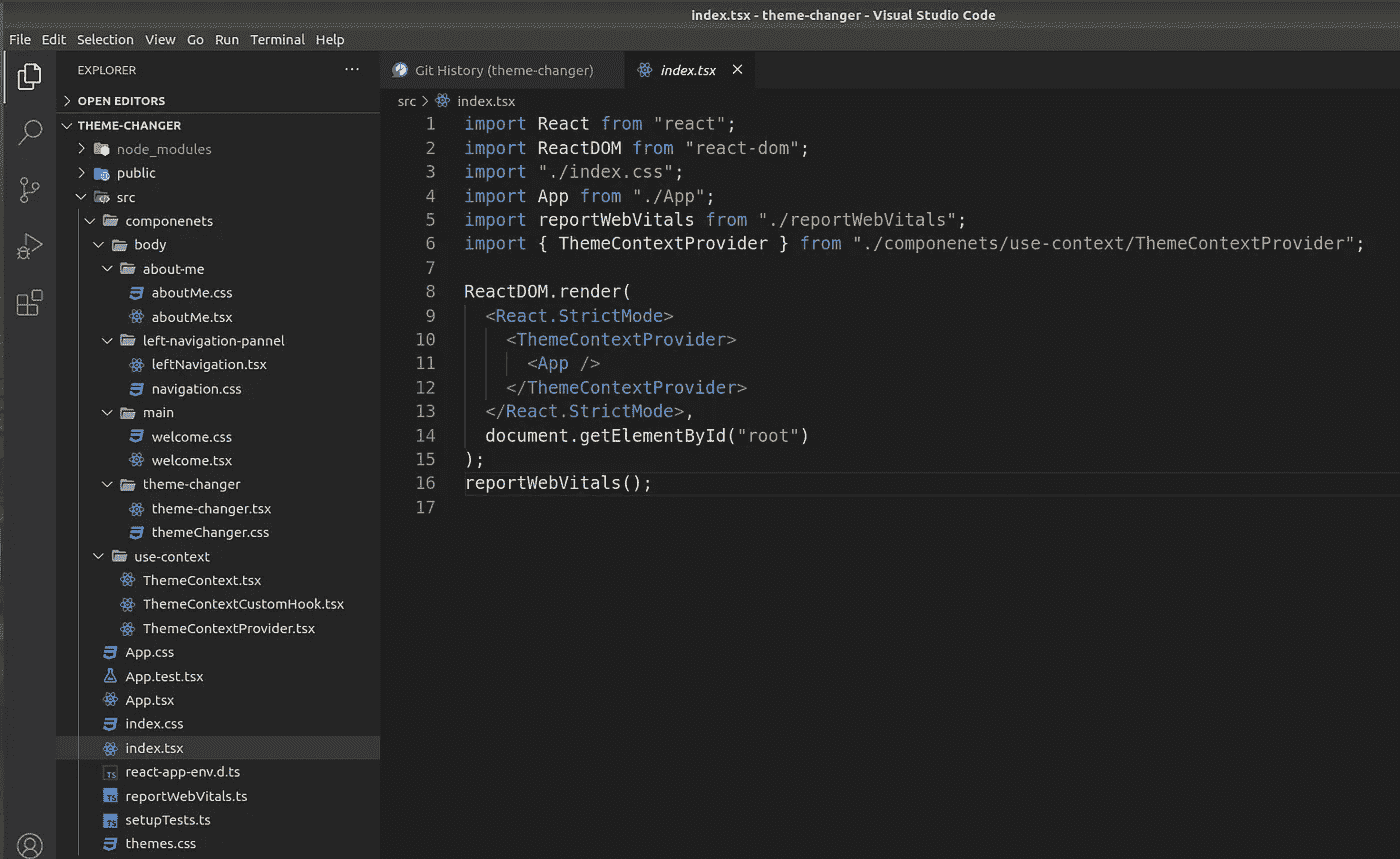 index.tsx - theme-changer - Visual Studio Code
File Edit Selection View Go Run Terminal Help
EXPLORER ···
OPEN EDITORS
THEME-CHANGER
node_modules
public
src
componenets
body
about-me
aboutMe.css
aboutMe.tsx
left-navigation-pannel
leftNavigation.tsx
navigation.css
main
welcome.css
welcome.tsx
theme-changer
theme-changer.tsx
themeChanger.css
use-context
ThemeContext.tsx
ThemeContextCustomHook.tsx
ThemeContextProvider.tsx
App.css
App.test.tsx
App.tsx
index.css
index.tsx
TS react-app-env.d.ts
TS reportWebVitals.ts
TS setupTests.ts
themes.css
Git History (theme-changer) index.tsx
src > index.tsx
1 import React from "react";
2 import ReactDOM from "react-dom";
3 import "./index.css";
4 import App from "./App";
5 import reportWebVitals from "./reportWebVitals";
6 import { ThemeContextProvider } from "./componenets/use-context/ThemeContextProvider";
7
8 ReactDOM.render(
9 <React.StrictMode>
10 <ThemeContextProvider>
11 <App />
12 </ThemeContextProvider>
13 </React.StrictMode>,
14 document.getElementById("root")
15 );
16 reportWebVitals();
17